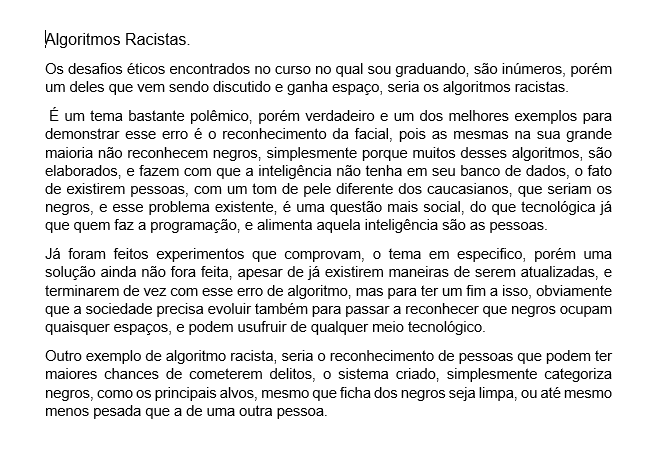 Algoritmos Racistas.
Os desafios éticos encontrados no curso no qual sou graduando, são inúmeros, porém
um deles que vem sendo discutido e ganha espaço, seria os algoritmos racistas.
É um tema bastante polêmico, porém verdadeiro e um dos melhores exemplos para
demonstrar esse erro é o reconhecimento da facial, pois as mesmas na sua grande
maioria não reconhecem negros, simplesmente porque muitos desses algoritmos, são
elaborados, e fazem com que a inteligência não tenha em seu banco de dados, o fato
de existirem pessoas, com um tom de pele diferente dos caucasianos, que seriam os
negros, e esse problema existente, é uma questão mais social, do que tecnológica já
que quem faz a programação, e alimenta aquela inteligência são as pessoas.
Já foram feitos experimentos que comprovam, o tema em especifico, porém uma
solução ainda não fora feita, apesar de já existirem maneiras de serem atualizadas, e
terminarem de vez com esse erro de algoritmo, mas para ter um fim a isso, obviamente
que a sociedade precisa evoluir também para passar a reconhecer que negros ocupam
quaisquer espaços, e podem usufruir de qualquer meio tecnológico.
Outro exemplo de algoritmo racista, seria o reconhecimento de pessoas que podem ter
maiores chances de cometerem delitos, o sistema criado, simplesmente categoriza
negros, como os principais alvos, mesmo que ficha dos negros seja limpa, ou até mesmo
menos pesada que a de uma outra pessoa.